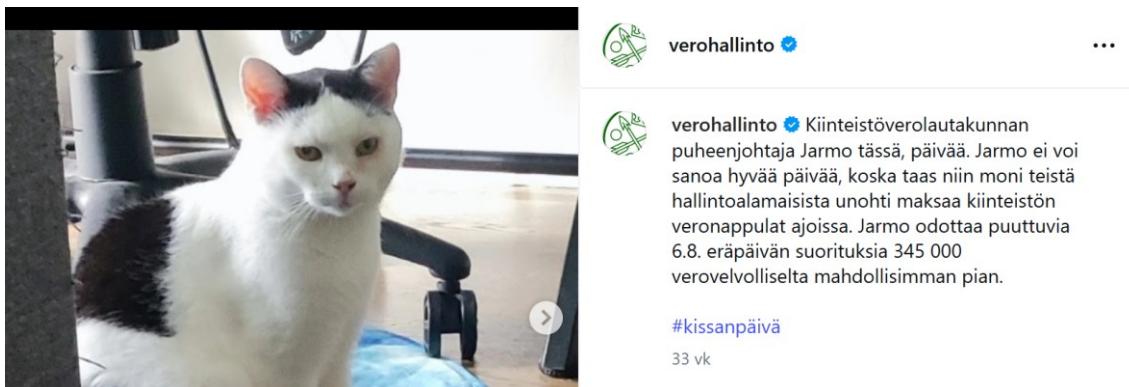 verohallinto
verohallinto Kiinteistöverolautakunnan
puheenjohtaja Jarmo tässä, päivää. Jarmo ei voi
sanoa hyvää päivää, koska taas niin moni teistä
hallintoalamaisista unohti maksaa kiinteistön
veronappulat ajoissa. Jarmo odottaa puuttuvia
6.8. eräpäivän suorituksia 345 000
verovelvolliselta mahdollisimman pian.
#kissanpäivä
33 vk